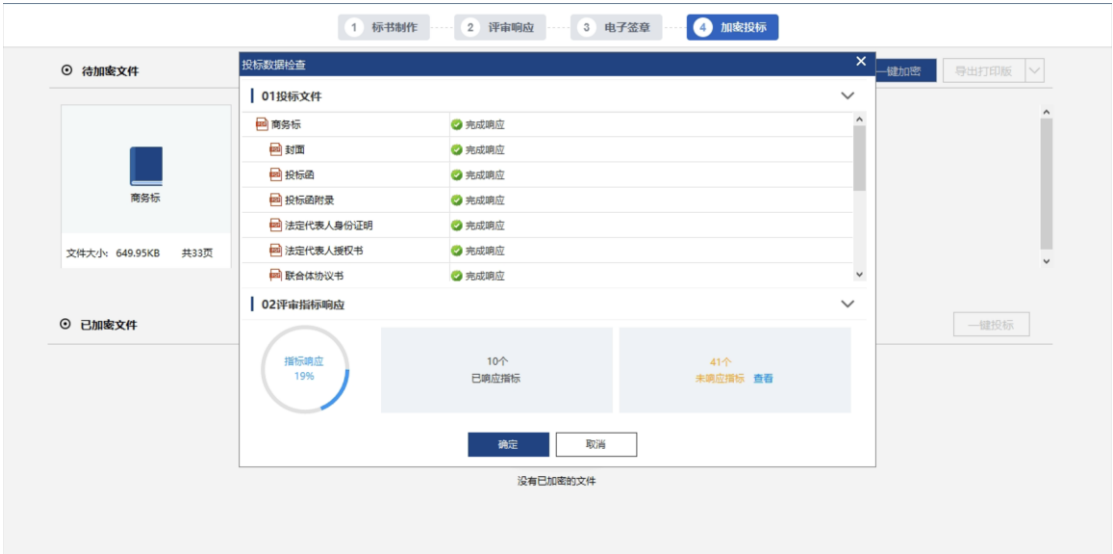 1 标书制作 2 评审响应 3 电子签章 4 加密投标
待加密文件
一键加密 导出打印版
商务标
文件大小: 649.95KB 共33页
已加密文件
一键投标
投标数据检查
01投标文件
商务标 完成响应
封面 完成响应
投标函 完成响应
投标函附录 完成响应
法定代表人身份证明 完成响应
法定代表人授权书 完成响应
联合体协议书 完成响应
02评审指标响应
指标响应
19%
10个
已响应指标
41个
未响应指标 查看
确定 取消
没有已加密的文件